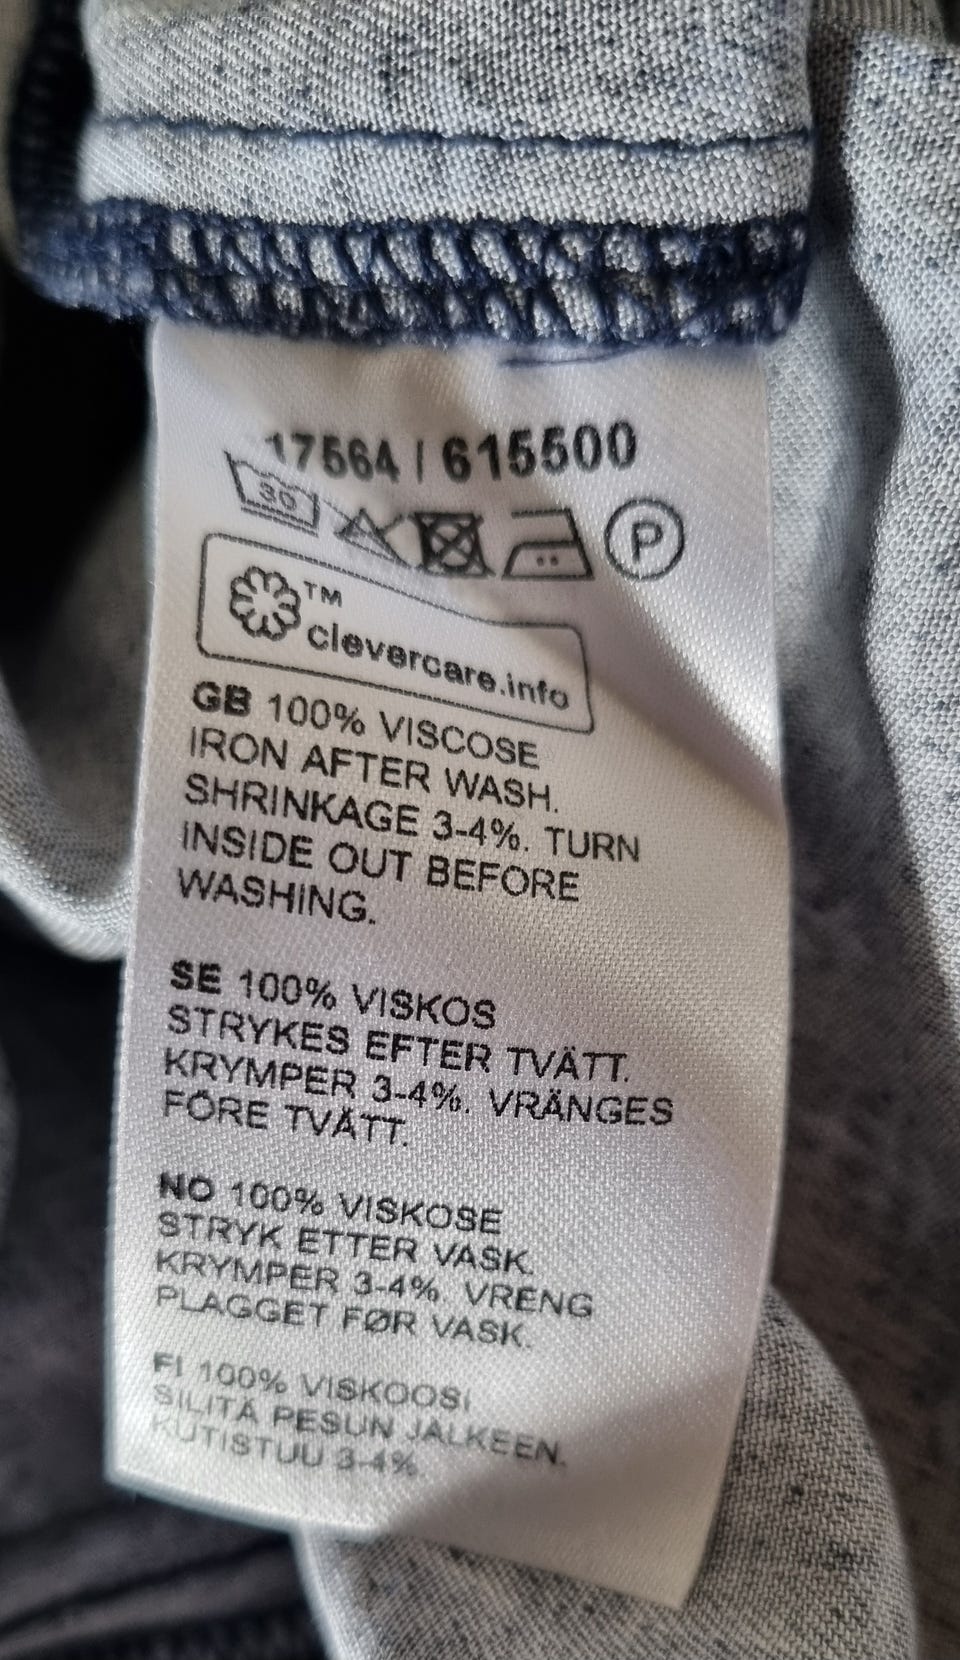 17564 | 615500
30 P
TM
clevercare.info
GB 100% VISCOSE
IRON AFTER WASH.
SHRINKAGE 3-4%. TURN
INSIDE OUT BEFORE
WASHING.
SE 100% VISKOS
STRYKES EFTER TVÄTT.
KRYMPER 3-4%. VRÄNGES
FÖRE TVÄTT.
NO 100% VISKOSE
STRYK ETTER VASK.
KRYMPER 3-4%. VRENG
PLAGGET FØR VASK.
FI 100% VISKOOSI
SILITÄ PESUN JÄLKEEN.
KUTISTUU 3-4%